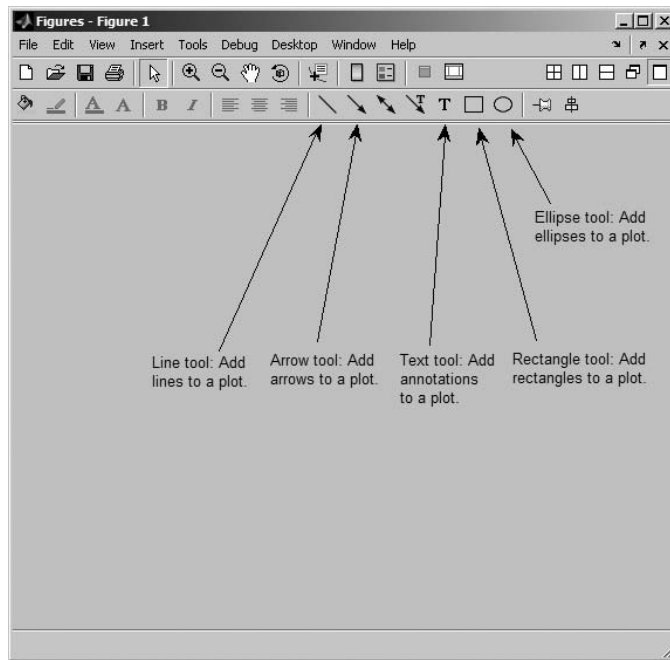 Figures - Figure 1
File Edit View Insert Tools Debug Desktop Window Help
A A B I T T
Ellipse tool: Add
ellipses to a plot.
Line tool: Add
lines to a plot.
Arrow tool: Add
arrows to a plot.
Text tool: Add
annotations
to a plot.
Rectangle tool: Add
rectangles to a plot.